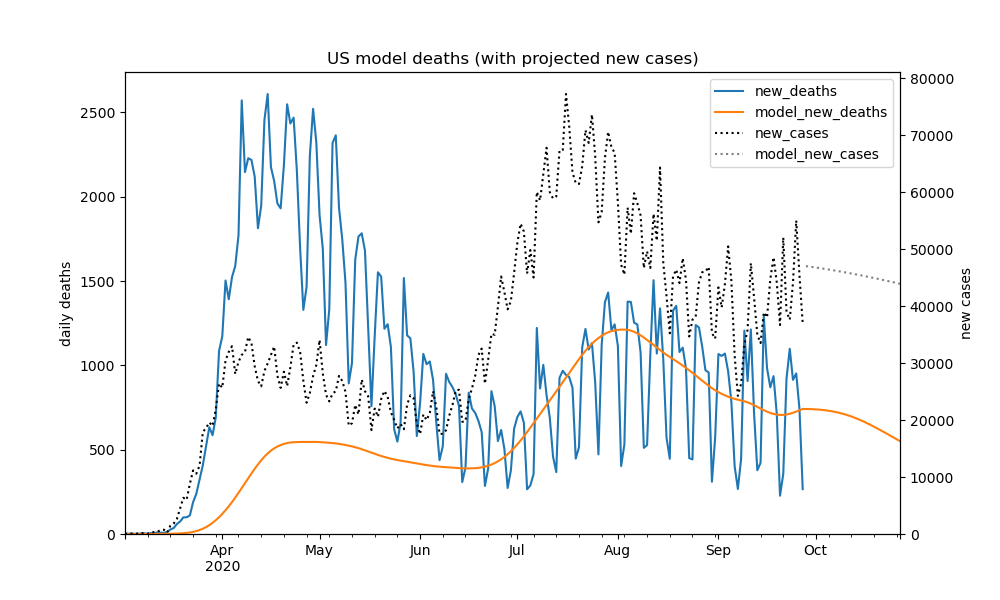 US model deaths (with projected new cases)
new_deaths
model_new_deaths
new_cases
model_new_cases
daily deaths
2500
2000
1500
1000
500
0
new cases
80000
70000
60000
50000
40000
30000
20000
10000
0
Apr
2020
May
Jun
Jul
Aug
Sep
Oct